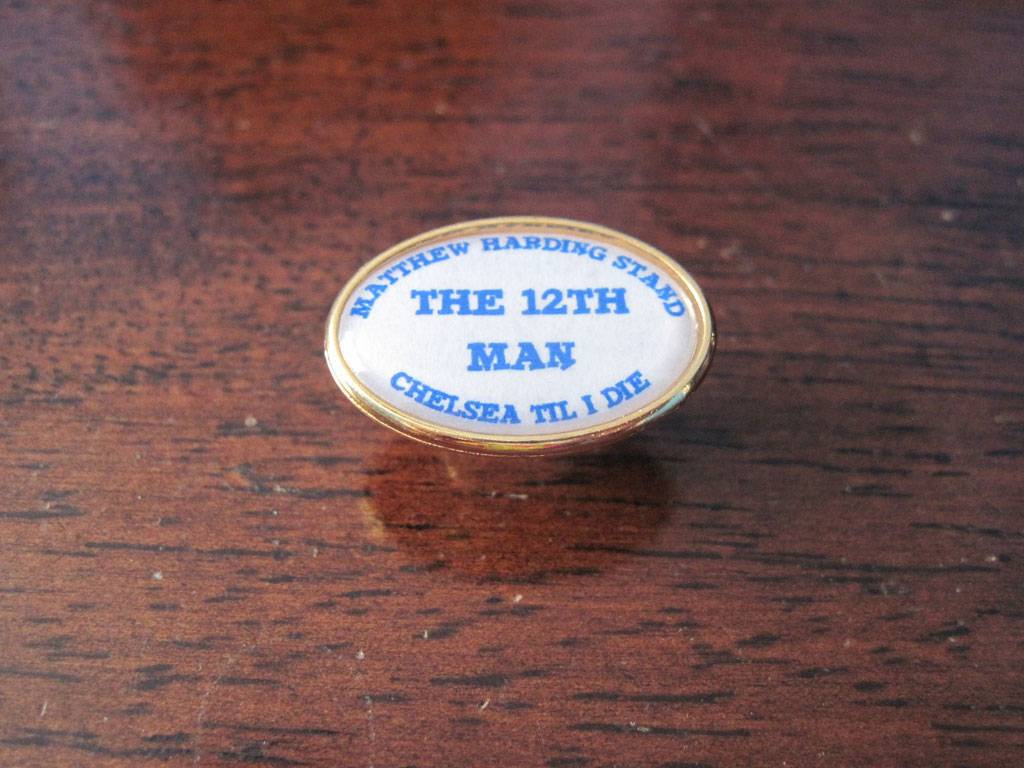 MATTHEW HARDING STAND
THE 12TH
MAN
CHELSEA TIL I DIE